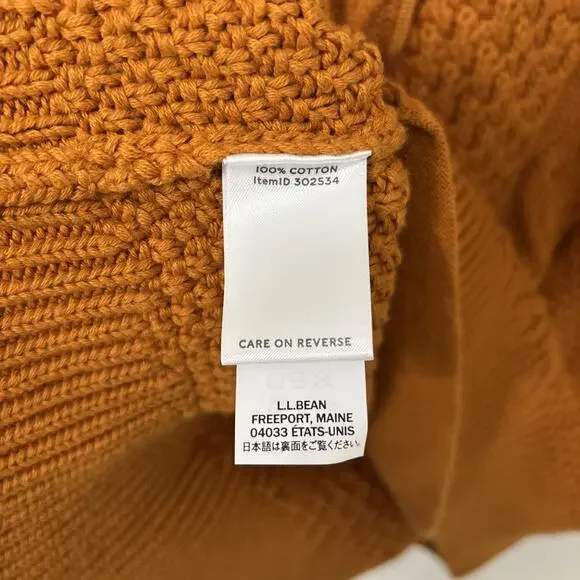 100% COTTON
ItemID 302534
CARE ON REVERSE
L.L.BEAN
FREEPORT, MAINE
04033 ÉTATS-UNIS
日本語は裏面をご覧ください。